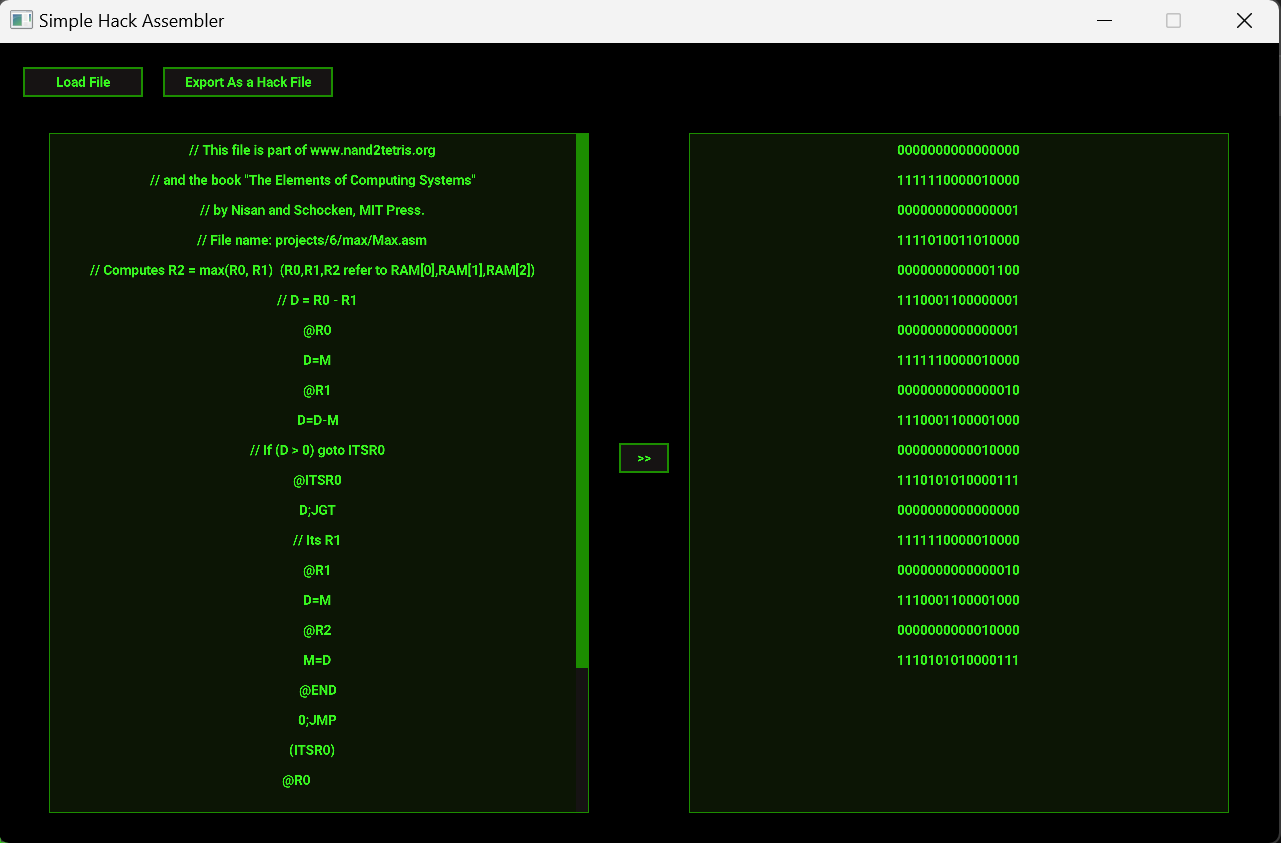 Simple Hack Assembler
Load File
Export As a Hack File
// This file is part of www.nand2tetris.org
// and the book "The Elements of Computing Systems"
// by Nisan and Schocken, MIT Press.
// File name: projects/6/max/Max.asm
// Computes R2 = max(R0, R1)  (R0,R1,R2 refer to RAM[0],RAM[1],RAM[2])
// D = R0 - R1
@R0
D=M
@R1
D=D-M
// If (D > 0) goto ITSR0
@ITSR0
D;JGT
// Its R1
@R1
D=M
@R2
M=D
@END
0;JMP
(ITSR0)
@R0
>>
0000000000000000
1111110000010000
0000000000000001
1111010011010000
0000000000001100
1110001100000001
0000000000000001
1111110000010000
0000000000000010
1110001100001000
0000000000010000
1110101010000111
0000000000000000
1111110000010000
0000000000000010
1110001100001000
0000000000010000
1110101010000111